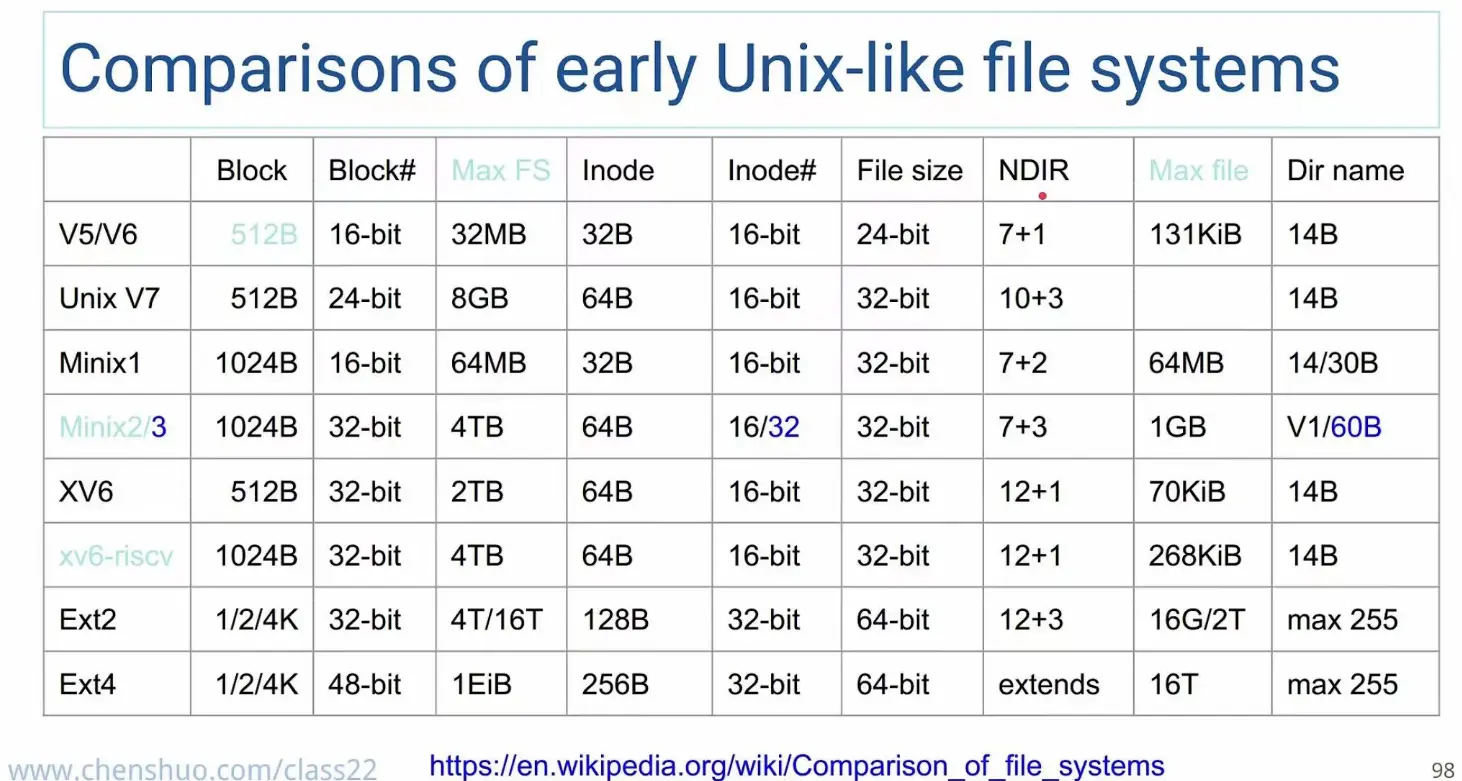 Comparisons of early Unix-like file systems
Block Block# Max FS Inode Inode# File size NDIR Max file Dir name
V5/V6 512B 16-bit 32MB 32B 16-bit 24-bit 7+1 131KiB 14B
Unix V7 512B 24-bit 8GB 64B 16-bit 32-bit 10+3 14B
Minix1 1024B 16-bit 64MB 32B 16-bit 32-bit 7+2 64MB 14/30B
Minix2/3 1024B 32-bit 4TB 64B 16/32 32-bit 7+3 1GB V1/60B
XV6 512B 32-bit 2TB 64B 16-bit 32-bit 12+1 70KiB 14B
xv6-riscv 1024B 32-bit 4TB 64B 16-bit 32-bit 12+1 268KiB 14B
Ext2 1/2/4K 32-bit 4T/16T 128B 32-bit 64-bit 12+3 16G/2T max 255
Ext4 1/2/4K 48-bit 1EiB 256B 32-bit 64-bit extends 16T max 255
www.chenshuo.com/class22 https://en.wikipedia.org/wiki/Comparison_of_file_systems 98